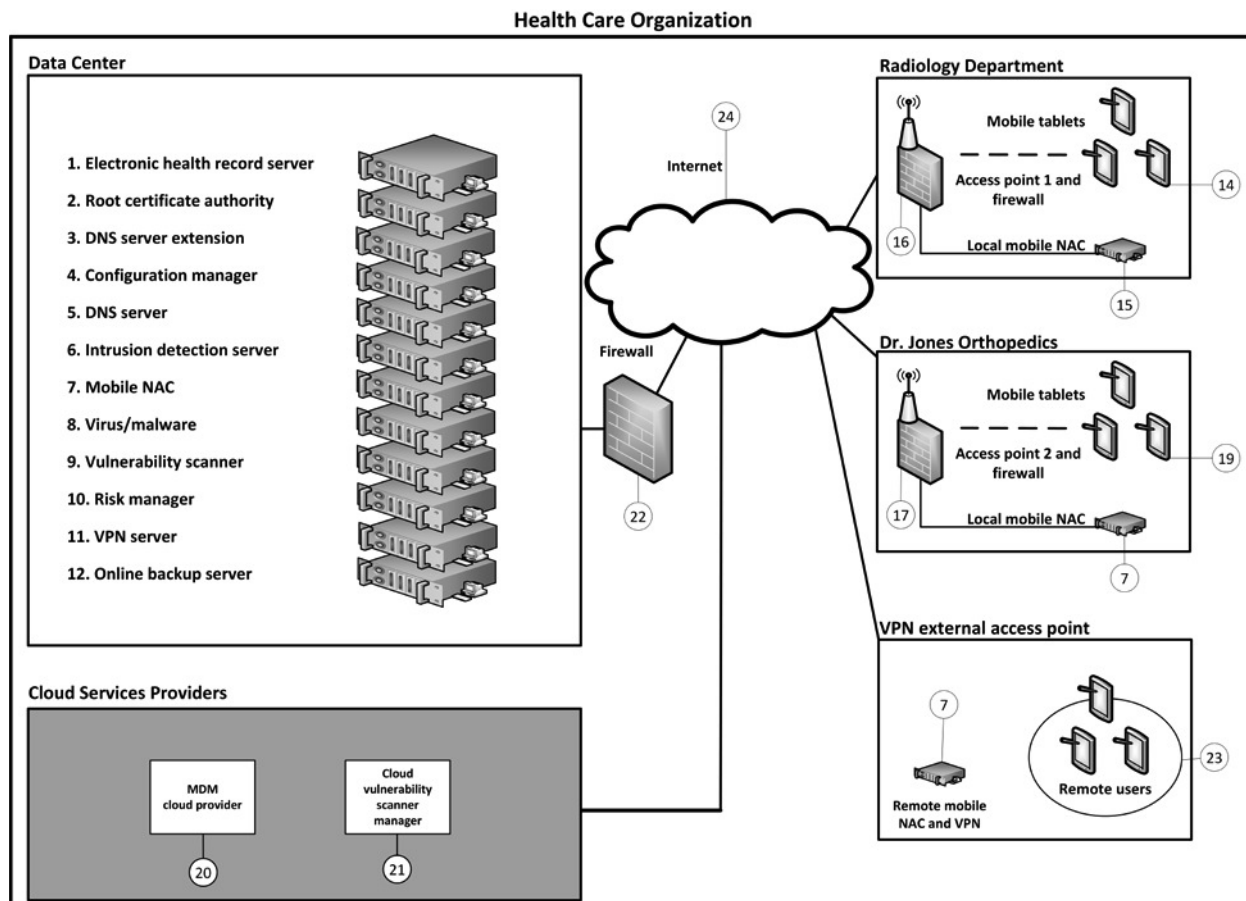 Health Care Organization
Data Center
1. Electronic health record server
2. Root certificate authority
3. DNS server extension
4. Configuration manager
5. DNS server
6. Intrusion detection server
7. Mobile NAC
8. Virus/malware
9. Vulnerability scanner
10. Risk manager
11. VPN server
12. Online backup server
Firewall
22
24
Internet
Radiology Department
Mobile tablets
Access point 1 and
firewall
14
16
Local mobile NAC
15
Dr. Jones Orthopedics
Mobile tablets
Access point 2 and
firewall
19
17
Local mobile NAC
7
VPN external access point
7
Remote mobile
NAC and VPN
Remote users
23
Cloud Services Providers
MDM
cloud provider
20
Cloud
vulnerability
scanner
manager
21